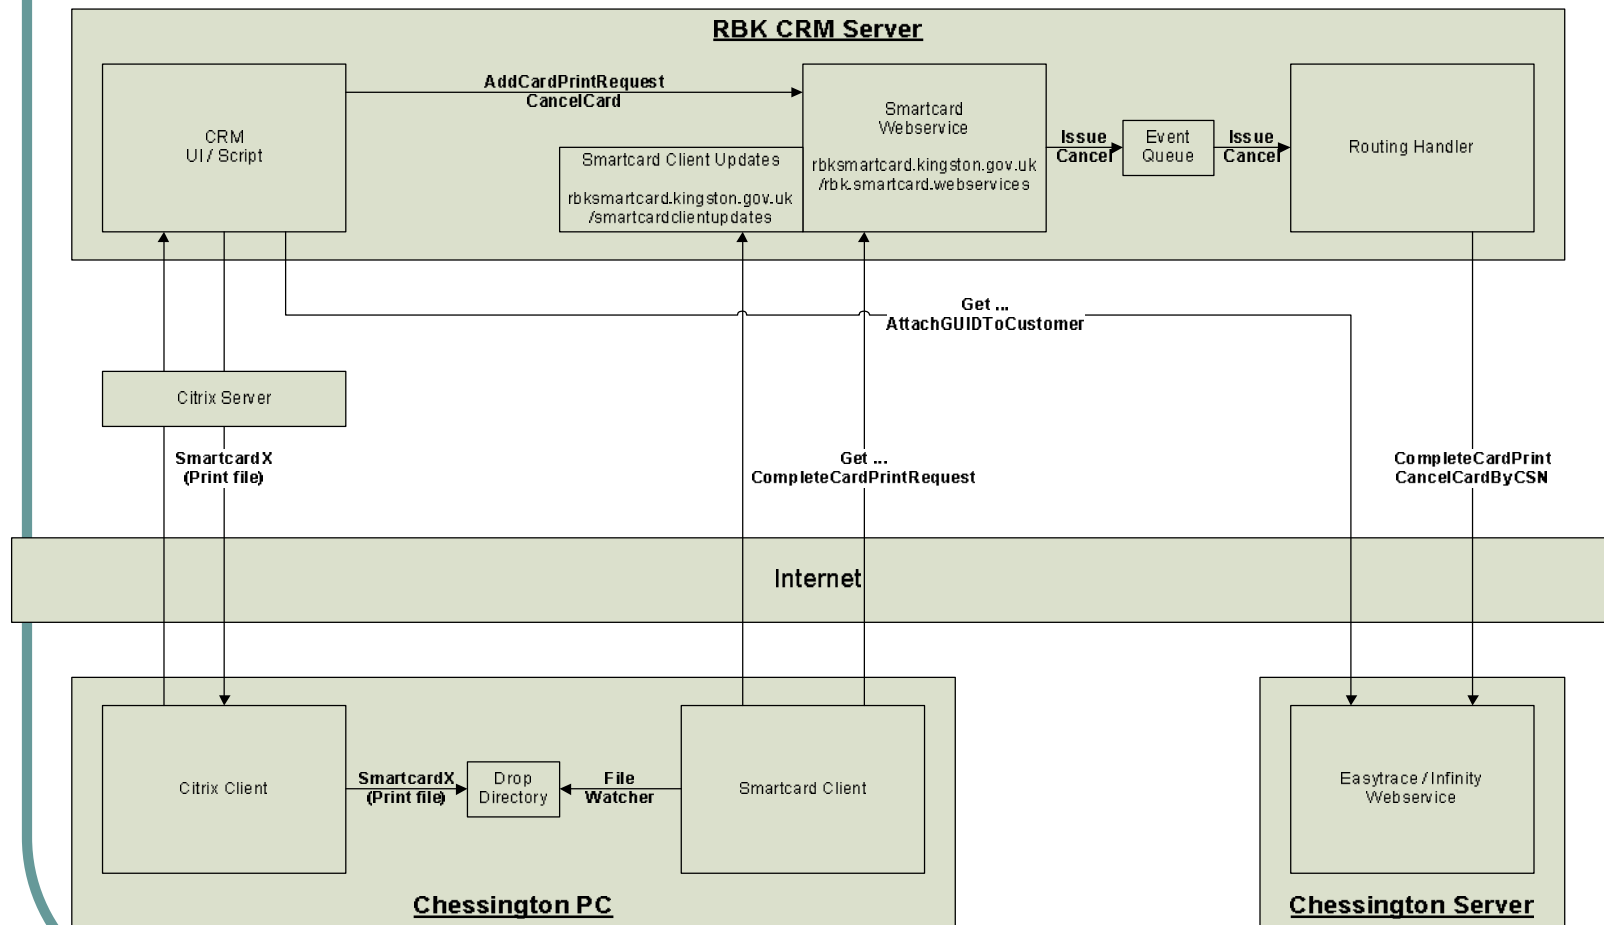 RBK CRM Server
CRM
UI / Script
AddCardPrintRequest
CancelCard
Smartcard Client Updates
rbksmartcard.kingston.gov.uk
/smartcardclientupdates
Smartcard
Webservice
rbksmartcard.kingston.gov.uk
/rbk.smartcard.webservices
Issue
Cancel
Event
Queue
Issue
Cancel
Routing Handler
Get ...
AttachGUIDToCustomer
Citrix Server
SmartcardX
(Print file)
Get ...
CompleteCardPrintRequest
CompleteCardPrint
CancelCardByCSN
Internet
Citrix Client
SmartcardX
(Print file)
Drop
Directory
File
Watcher
Smartcard Client
Easytrace / Infinity
Webservice
Chessington PC
Chessington Server